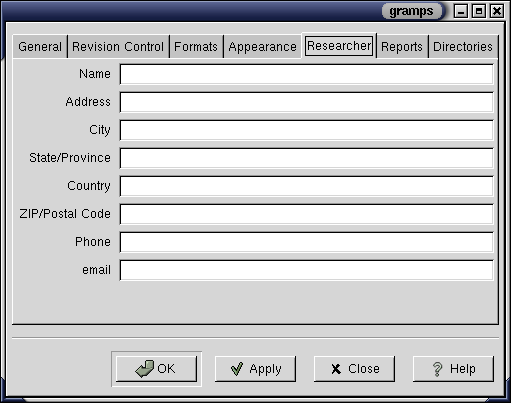 gramps
General Revision Control Formats Appearance Researcher Reports Directories
Name
Address
City
State/Province
Country
ZIP/Postal Code
Phone
email
OK Apply Close Help